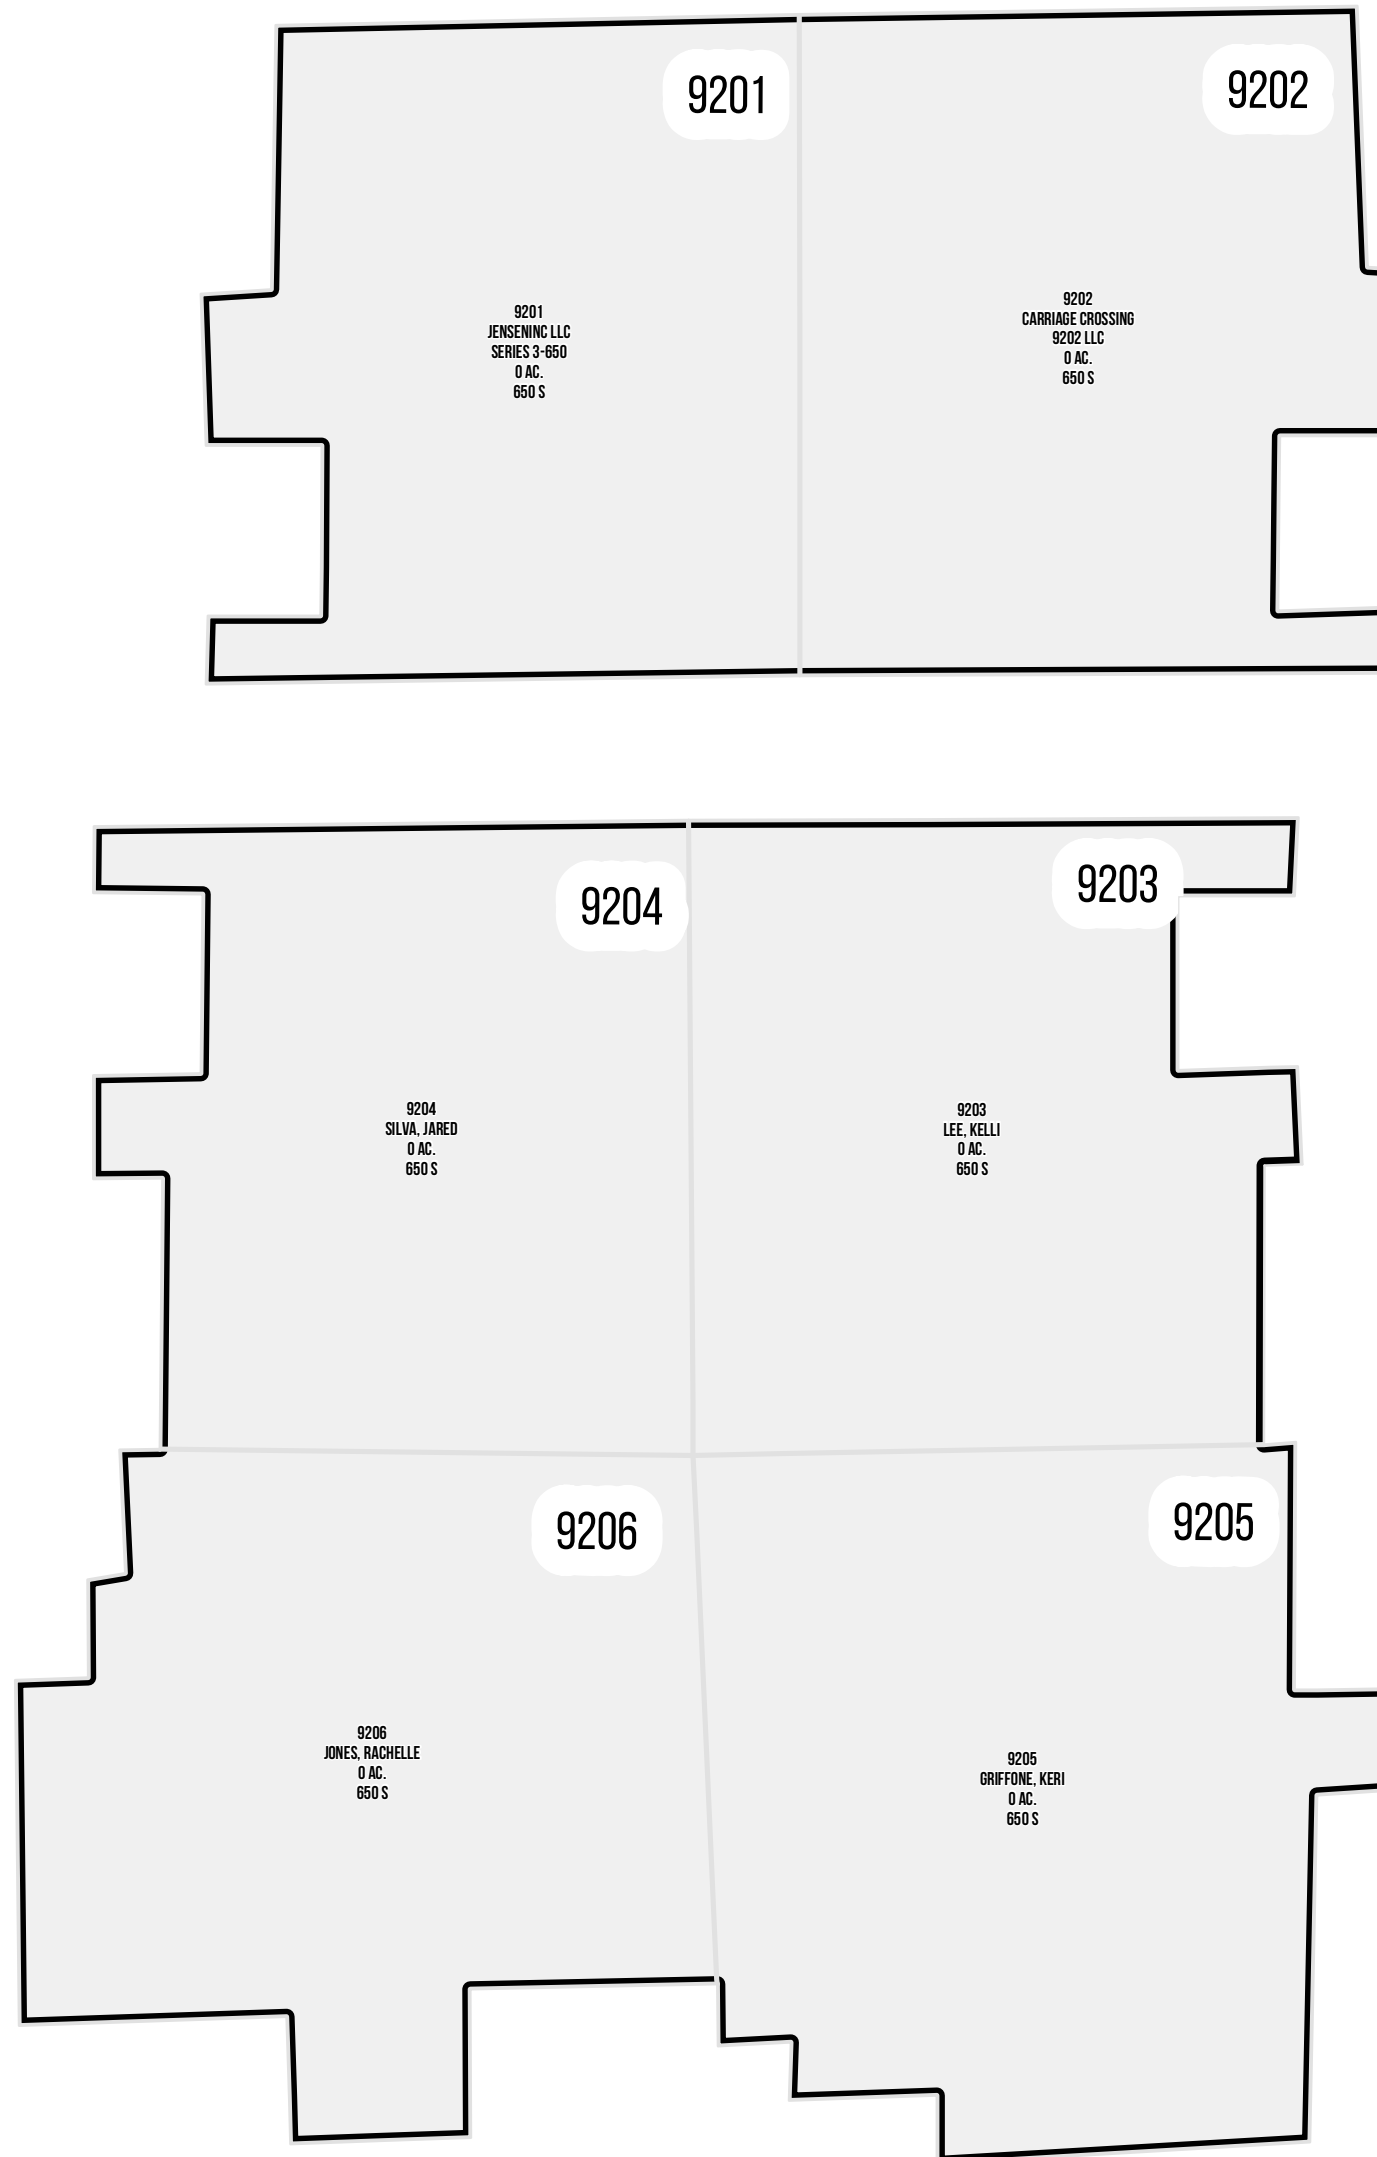 9201
9202
9201
JENSENINC LLC
SERIES 3-650
0 AC.
650 S
9202
CARRIAGE CROSSING
9202 LLC
0 AC.
650 S
9204
9203
9204
SILVA, JARED
0 AC.
650 S
9203
LEE, KELLI
0 AC.
650 S
9206
9205
9206
JONES, RACHELLE
0 AC.
650 S
9205
GRIFFONE, KERI
0 AC.
650 S